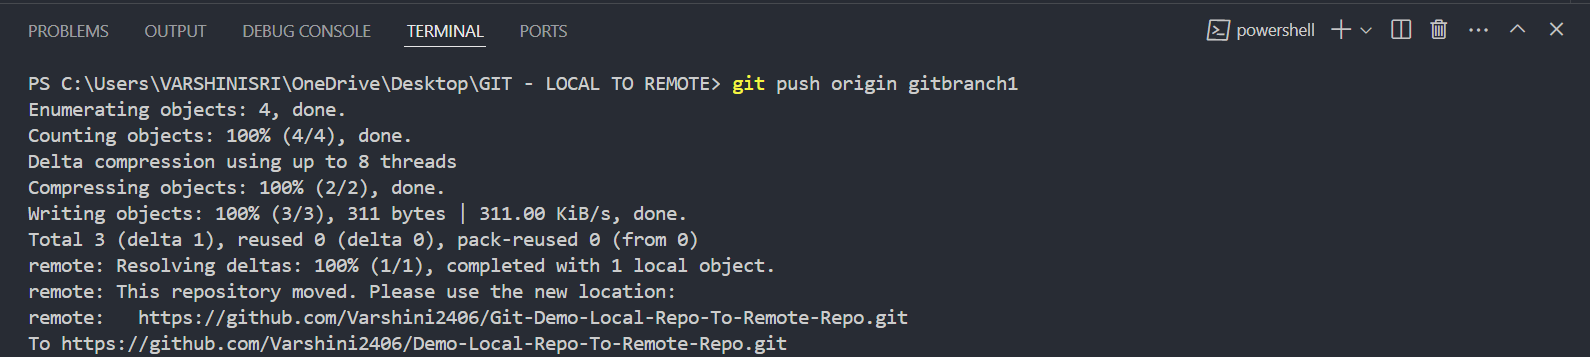 PROBLEMS OUTPUT DEBUG CONSOLE TERMINAL PORTS powershell
PS C:\Users\VARSHINISRI\OneDrive\Desktop\GIT - LOCAL TO REMOTE> git push origin gitbranch1
Enumerating objects: 4, done.
Counting objects: 100% (4/4), done.
Delta compression using up to 8 threads
Compressing objects: 100% (2/2), done.
Writing objects: 100% (3/3), 311 bytes | 311.00 KiB/s, done.
Total 3 (delta 1), reused 0 (delta 0), pack-reused 0 (from 0)
remote: Resolving deltas: 100% (1/1), completed with 1 local object.
remote: This repository moved. Please use the new location:
remote:   https://github.com/Varshini2406/Git-Demo-Local-Repo-To-Remote-Repo.git
To https://github.com/Varshini2406/Demo-Local-Repo-To-Remote-Repo.git